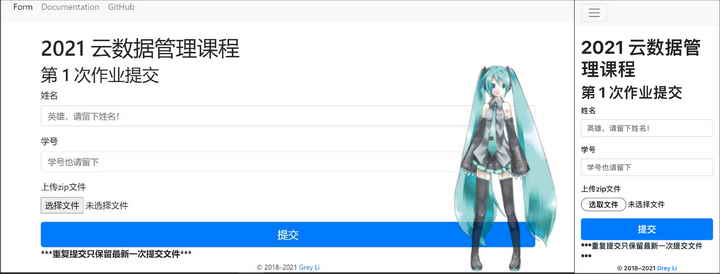 Form Documentation GitHub
2021 云数据管理课程
第 1 次作业提交
姓名
英雄，请留下姓名!
学号
学号也请留下
上传zip文件
选择文件 未选择文件
提交
***重复提交只保留最新一次提交文件***
© 2018–2021 Grey Li
2021 云数据管
理课程
第 1 次作业提交
姓名
英雄，请留下姓名!
学号
学号也请留下
上传zip文件
选取文件 未选择文件
提交
***重复提交只保留最新一次提交文件
***
© 2018–2021 Grey Li